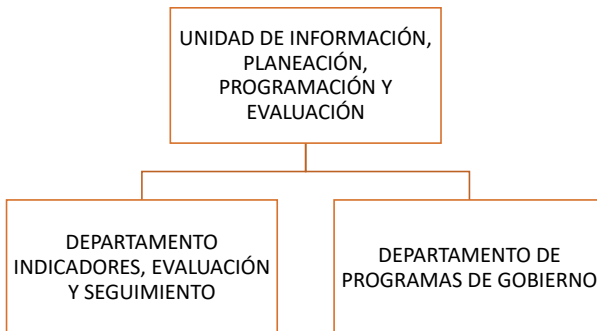 UNIDAD DE INFORMACIÓN,
PLANEACIÓN,
PROGRAMACIÓN Y
EVALUACIÓN
DEPARTAMENTO
INDICADORES, EVALUACIÓN
Y SEGUIMIENTO
DEPARTAMENTO DE
PROGRAMAS DE GOBIERNO